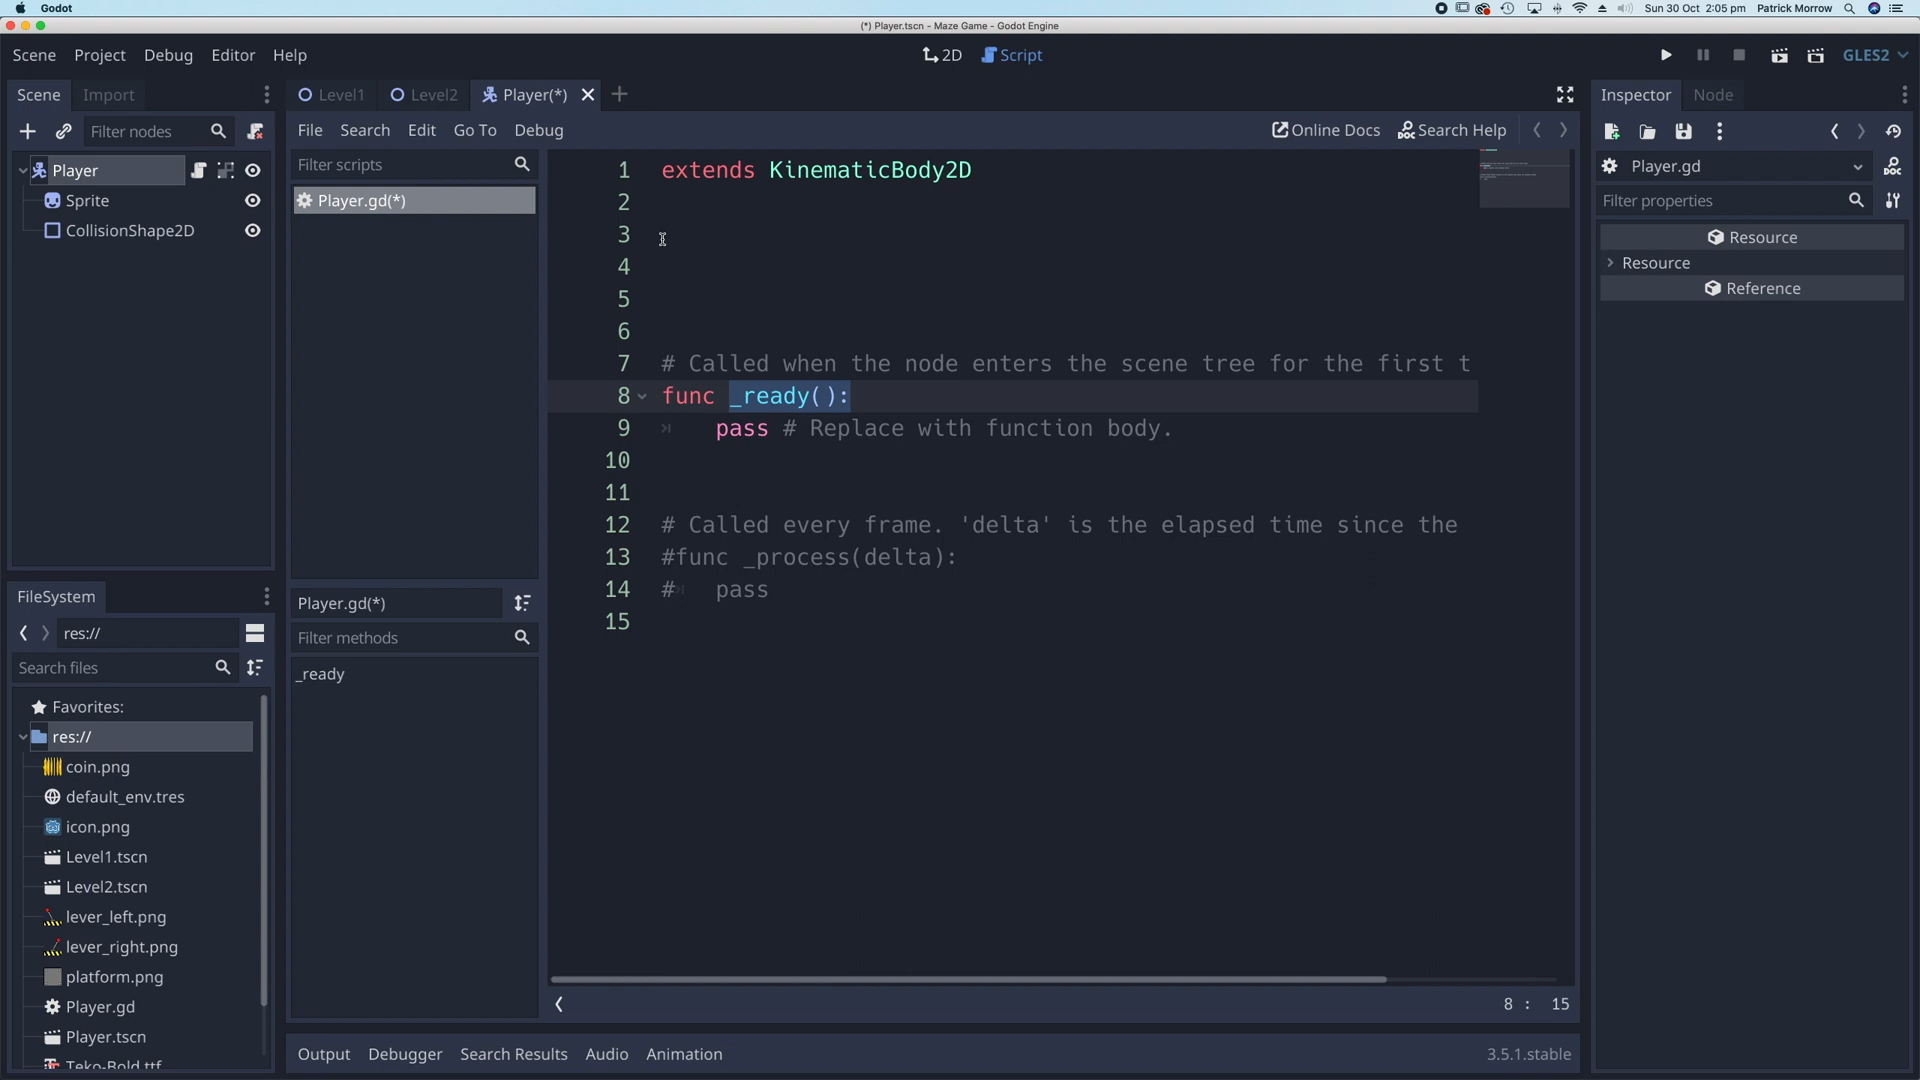 Godot
Sun 30 Oct 2:05 pm Patrick Morrow
(*) Player.tscn - Maze Game - Godot Engine
Scene Project Debug Editor Help
2D Script
GLES2
Scene Import
Level1 Level2 Player(*)
Inspector Node
Filter nodes
File Search Edit Go To Debug
Online Docs Search Help
Player
Sprite
CollisionShape2D
Filter scripts
Player.gd(*)
1 extends KinematicBody2D
2
3
4
5
6
7 # Called when the node enters the scene tree for the first t
8 func _ready():
9 pass # Replace with function body.
10
11
12 # Called every frame. 'delta' is the elapsed time since the
13 #func _process(delta):
14 # pass
15
Player.gd
Filter properties
Resource
Resource
Reference
FileSystem
res://
Search files
Favorites:
res://
coin.png
default_env.tres
icon.png
Level1.tscn
Level2.tscn
lever_left.png
lever_right.png
platform.png
Player.gd
Player.tscn
Teko-Bold.ttf
Player.gd(*)
Filter methods
_ready
8 : 15
Output Debugger Search Results Audio Animation
3.5.1.stable